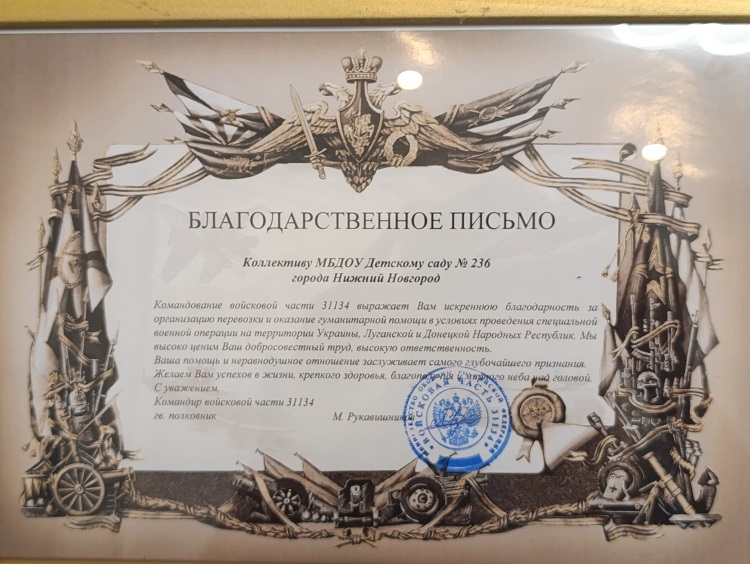 БЛАГОДАРСТВЕННОЕ ПИСЬМО
Коллективу МБДОУ Детскому саду № 236
города Нижний Новгород
Командование войсковой части 31134 выражает Вам искреннюю благодарность за
организацию перевозки и оказание гуманитарной помощи в условиях проведения специальной
военной операции на территории Украины, Луганской и Донецкой Народных Республик. Мы
высоко ценим Ваш добросовестный труд, высокую ответственность.
Ваша помощь и неравнодушное отношение заслуживает самого глубочайшего признания.
Желаем Вам успехов в жизни, крепкого здоровья, благополучия и мирного неба над головой.
С уважением,
Командир войсковой части 31134
гв. полковник М. Рукавишников
ВОЙСКОВАЯ ЧАСТЬ 31134